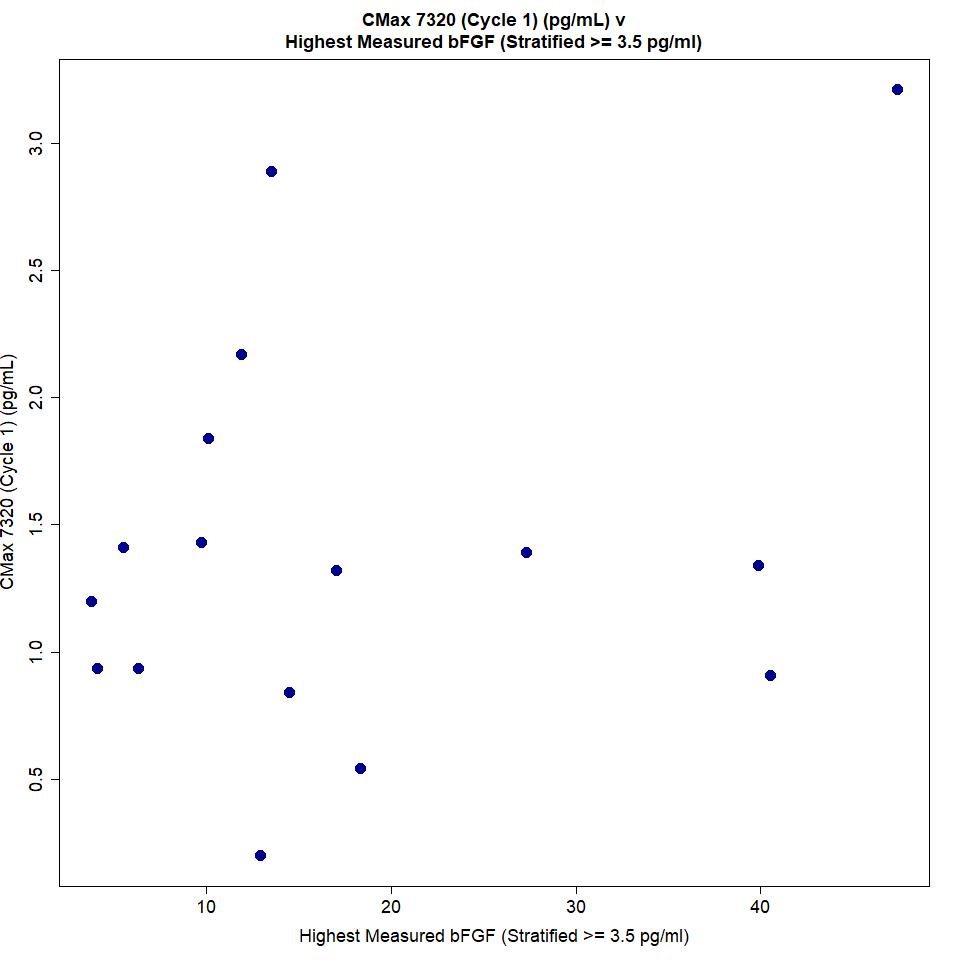 CMax 7320 (Cycle 1) (pg/mL) v
Highest Measured bFGF (Stratified >= 3.5 pg/ml)
CMax 7320 (Cycle 1) (pg/mL)
3.0
2.5
2.0
1.5
1.0
0.5
10
20
30
40
Highest Measured bFGF (Stratified >= 3.5 pg/ml)